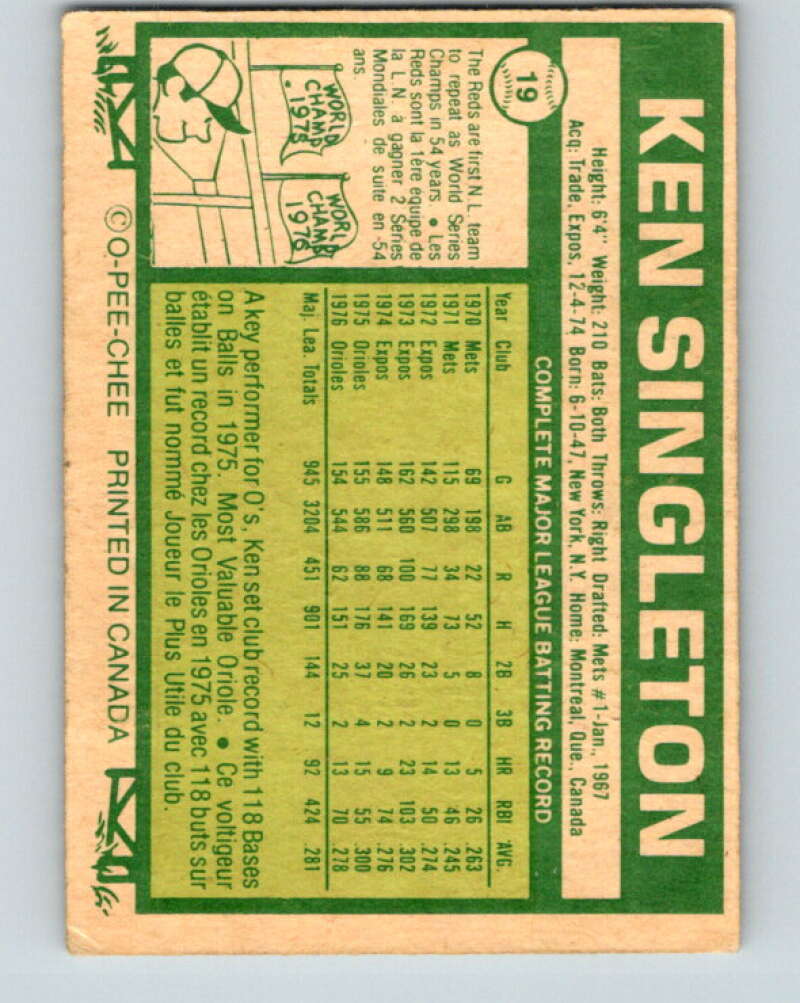 19
KEN SINGLETON
Height: 6'4" Weight: 210 Bats: Both Throws: Right Drafted: Mets #1-Jan., 1967
Acq: Trade, Expos, 12-4-74 Born: 6-10-47, New York, N.Y. Home: Montreal, Que., Canada
The Reds are first N.L. team
to repeat as World Series
Champs in 54 years. ● Les
Reds sont la 1ère équipe de
la L.N. à gagner 2 Séries
Mondiales de suite en -54
ans.
WORLD
CHAMP
.1975
WORLD
CHAMP
1976
COMPLETE MAJOR LEAGUE BATTING RECORD
Year Club G AB R H 2B 3B HR RBI AVG.
1970 Mets 69 198 22 52 8 0 5 26 .263
1971 Mets 115 298 34 73 5 0 13 46 .245
1972 Expos 142 507 77 139 23 2 14 50 .274
1973 Expos 162 560 100 169 26 2 23 103 .302
1974 Expos 148 511 68 141 20 2 9 74 .276
1975 Orioles 155 586 88 176 37 4 15 55 .300
1976 Orioles 154 544 62 151 25 2 13 70 .278
Maj. Lea. Totals 945 3204 451 901 144 12 92 424 .281
A key performer for O's, Ken set club record with 118 Bases
on Balls in 1975. Most Valuable Oriole. ● Ce voltigeur
établit un record chez les Orioles en 1975 avec 118 buts sur
balles et fut nommé Joueur le Plus Utile du club.
© O-PEE-CHEE PRINTED IN CANADA